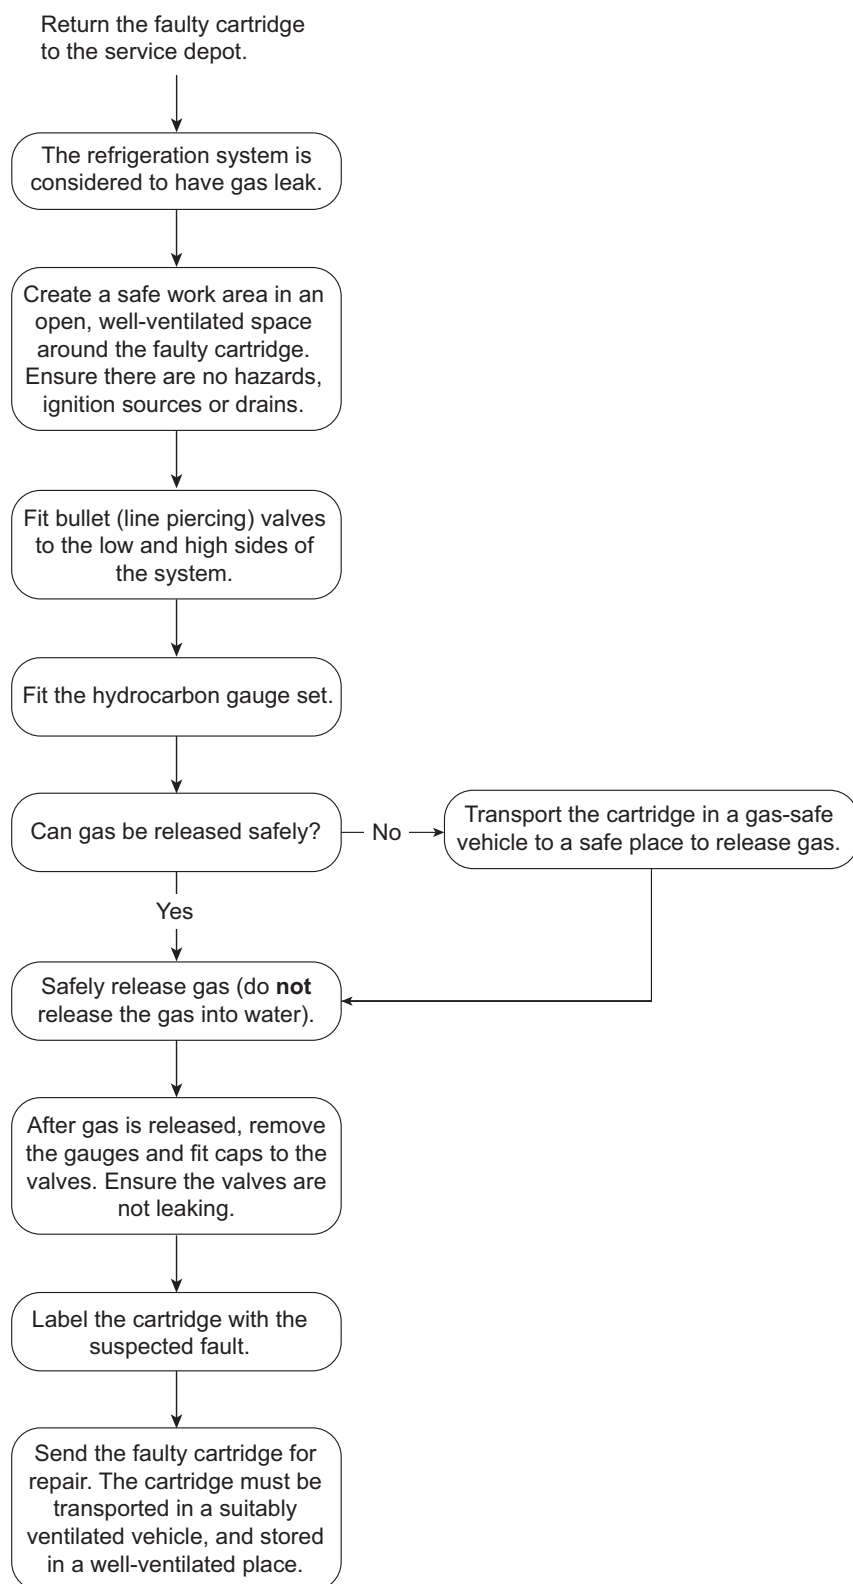 Return the faulty cartridge
to the service depot.
The refrigeration system is
considered to have gas leak.
Create a safe work area in an
open, well-ventilated space
around the faulty cartridge.
Ensure there are no hazards,
ignition sources or drains.
Fit bullet (line piercing) valves
to the low and high sides of
the system.
Fit the hydrocarbon gauge set.
Can gas be released safely?
No
Transport the cartridge in a gas-safe
vehicle to a safe place to release gas.
Yes
Safely release gas (do not
release the gas into water).
After gas is released, remove
the gauges and fit caps to the
valves. Ensure the valves are
not leaking.
Label the cartridge with the
suspected fault.
Send the faulty cartridge for
repair. The cartridge must be
transported in a suitably
ventilated vehicle, and stored
in a well-ventilated place.